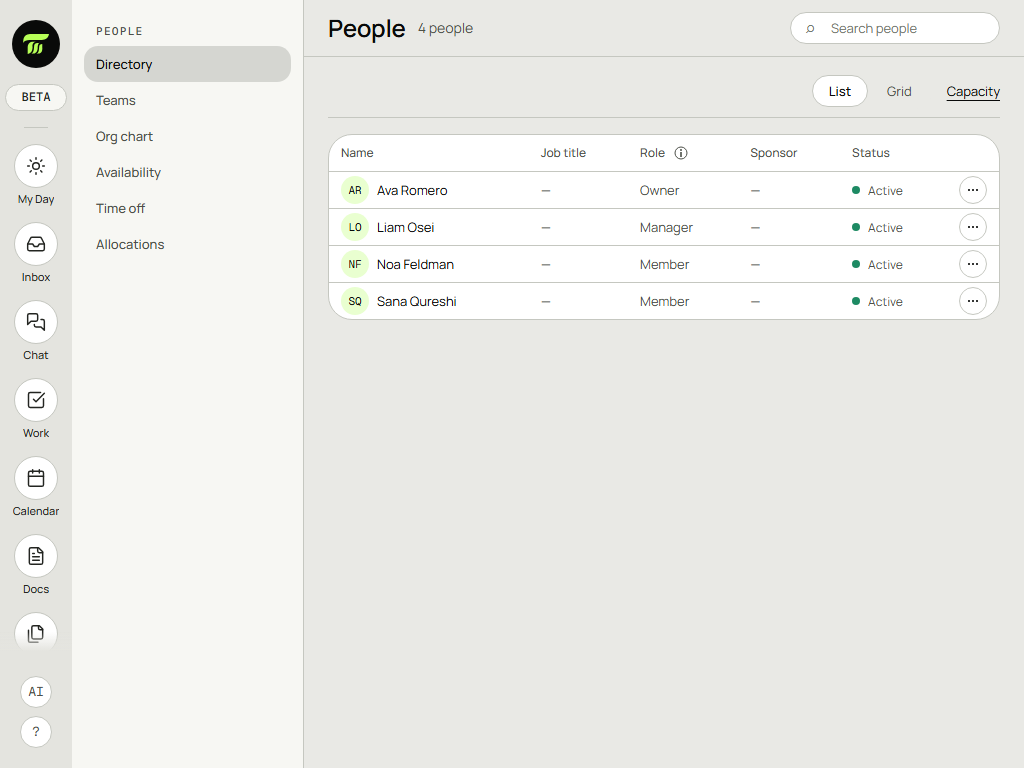 BETA
My Day
Inbox
Chat
Work
Calendar
Docs
AI
?
PEOPLE
Directory
Teams
Org chart
Availability
Time off
Allocations
People 4 people
Search people
List Grid Capacity
Name Job title Role Sponsor Status
AR Ava Romero — Owner — Active
LO Liam Osei — Manager — Active
NF Noa Feldman — Member — Active
SQ Sana Qureshi — Member — Active